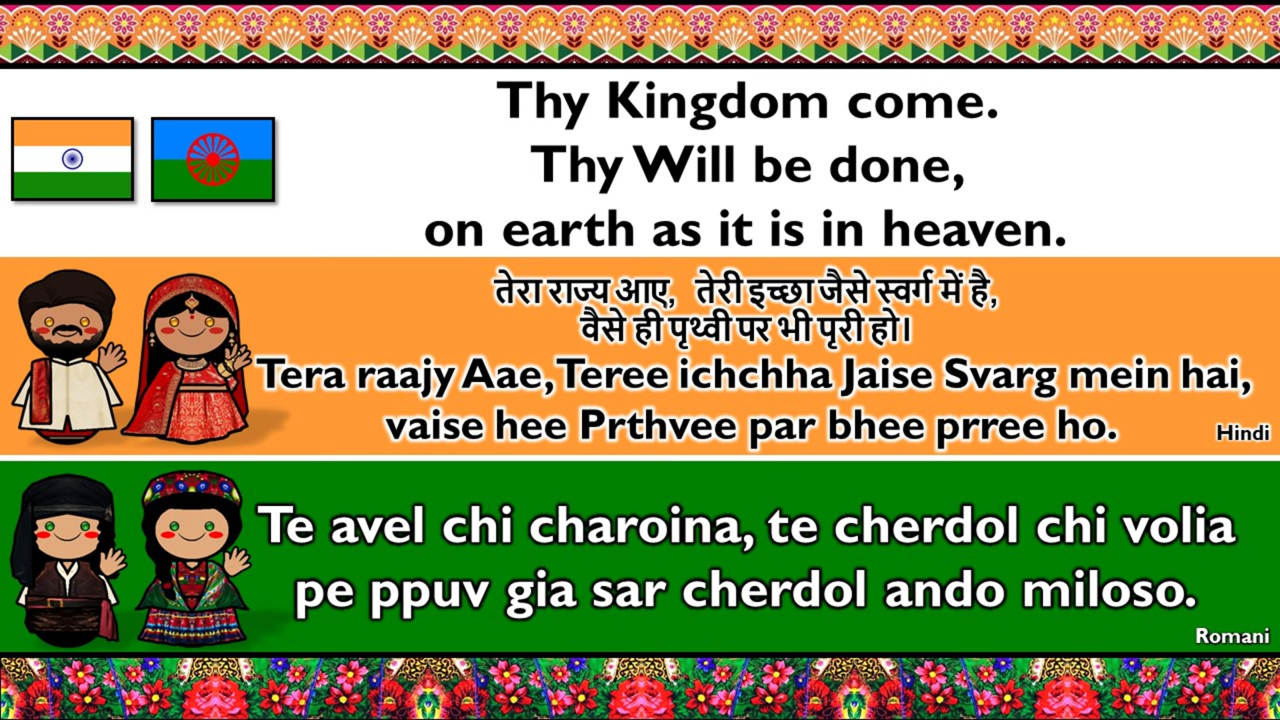 Thy Kingdom come.
Thy Will be done,
on earth as it is in heaven.
तेरा राज्य आए, तेरी इच्छा जैसे स्वर्ग में है,
वैसे ही पृथ्वी पर भी पृरी हो।
Tera raajy Aae, Teree ichchha Jaise Svarg mein hai,
vaise hee Prthvee par bhee prree ho.
Hindi
Te avel chi charoina, te cherdol chi volia
pe ppuv gia sar cherdol ando miloso.
Romani